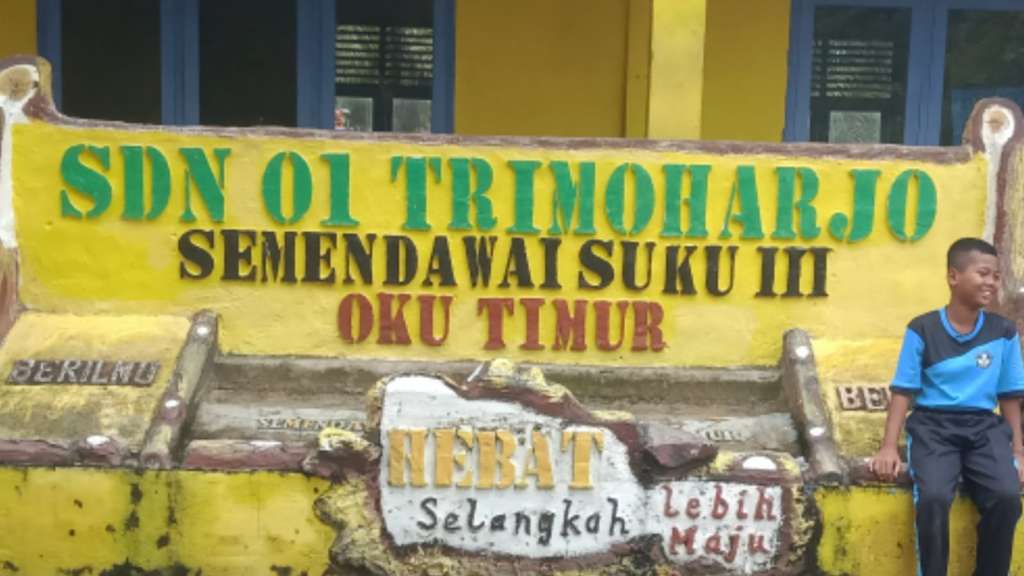 SDN 01 TRIMOHARJO
SEMENDAWAI SUKU III
OKU TIMUR
BERILMU
HEBAT
Selangkah
Lebih
Maju